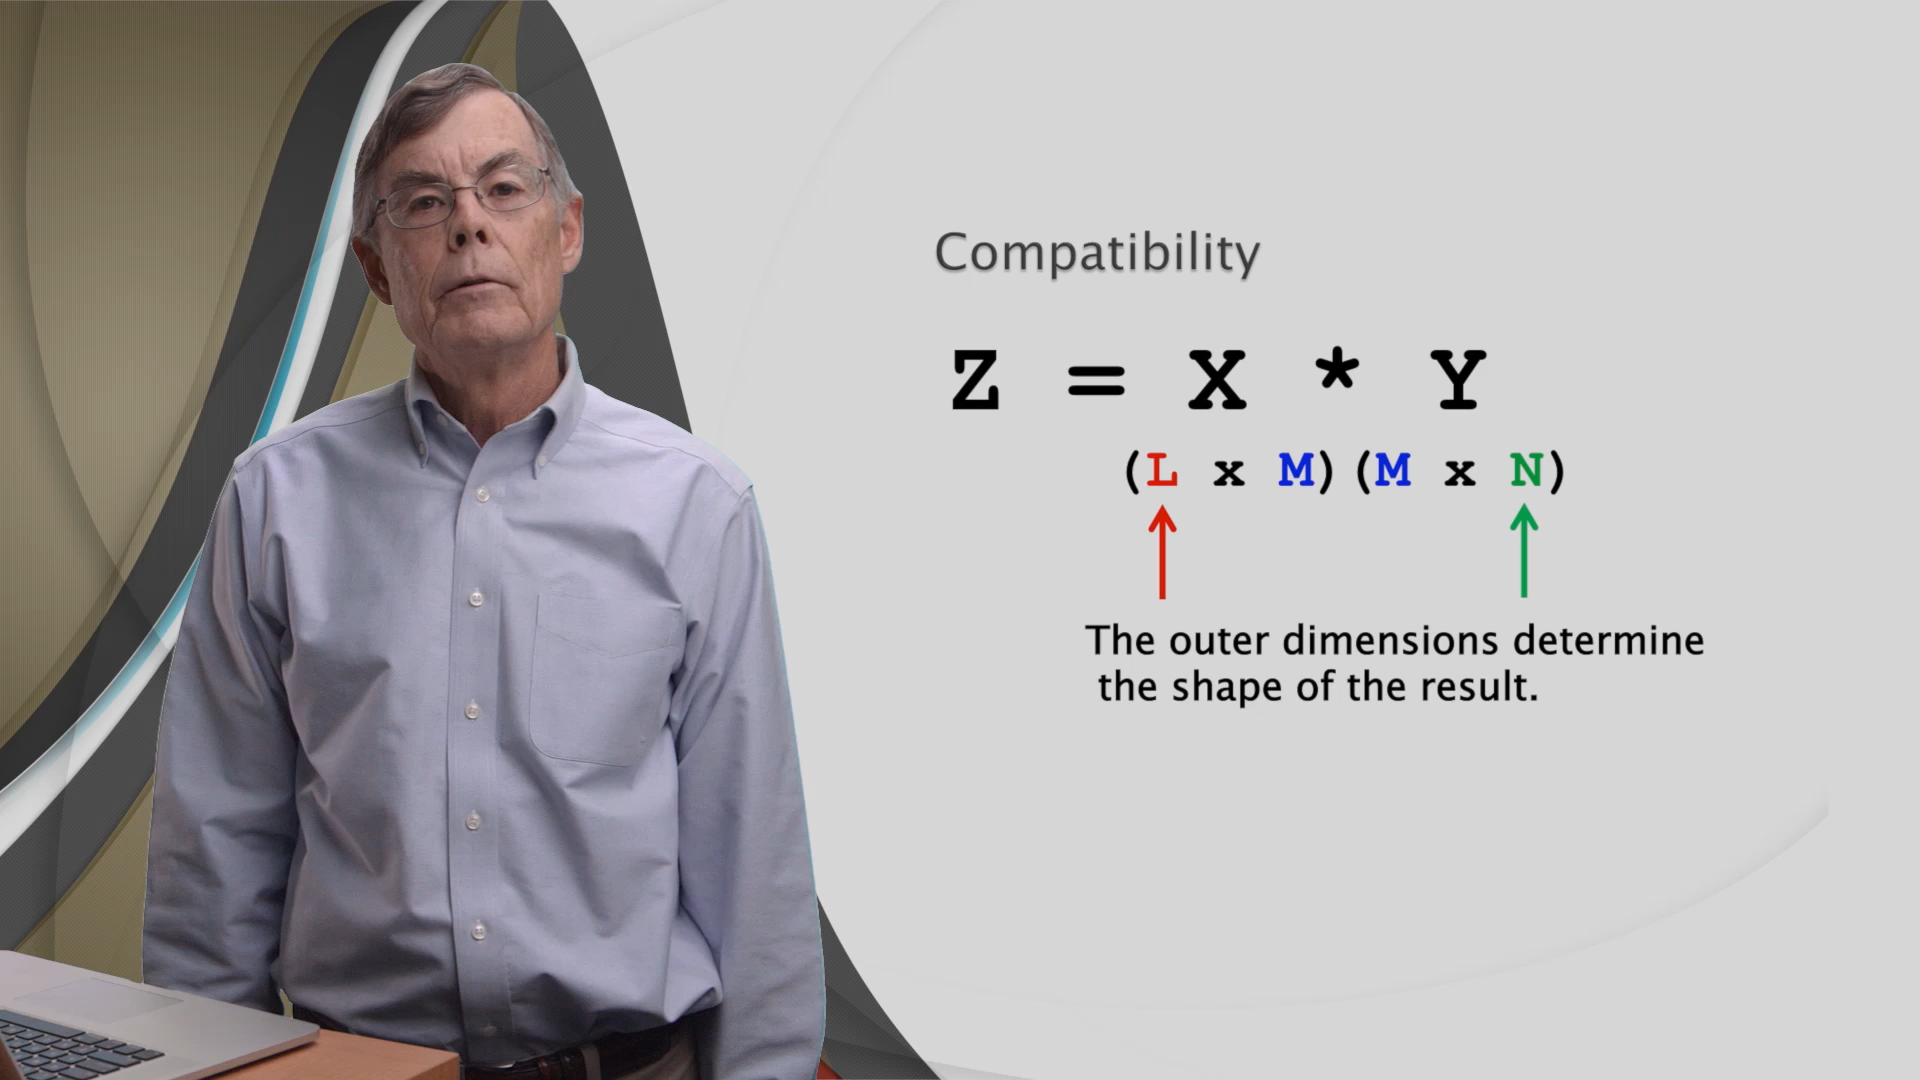 Compatibility
Z = X * Y
(L x M)(M x N)
The outer dimensions determine
the shape of the result.